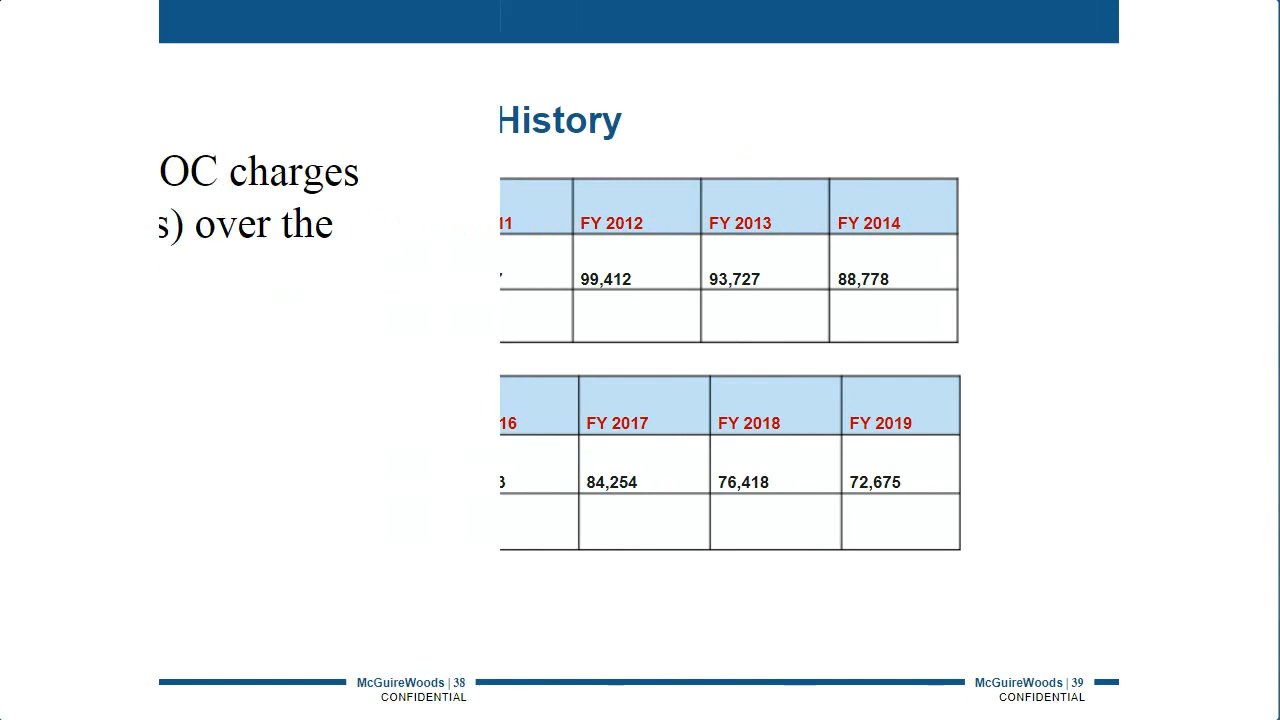 History
OC charges
s) over the
11 FY 2012 FY 2013 FY 2014
99,412 93,727 88,778
16 FY 2017 FY 2018 FY 2019
84,254 76,418 72,675
McGuireWoods | 38
CONFIDENTIAL
McGuireWoods | 39
CONFIDENTIAL